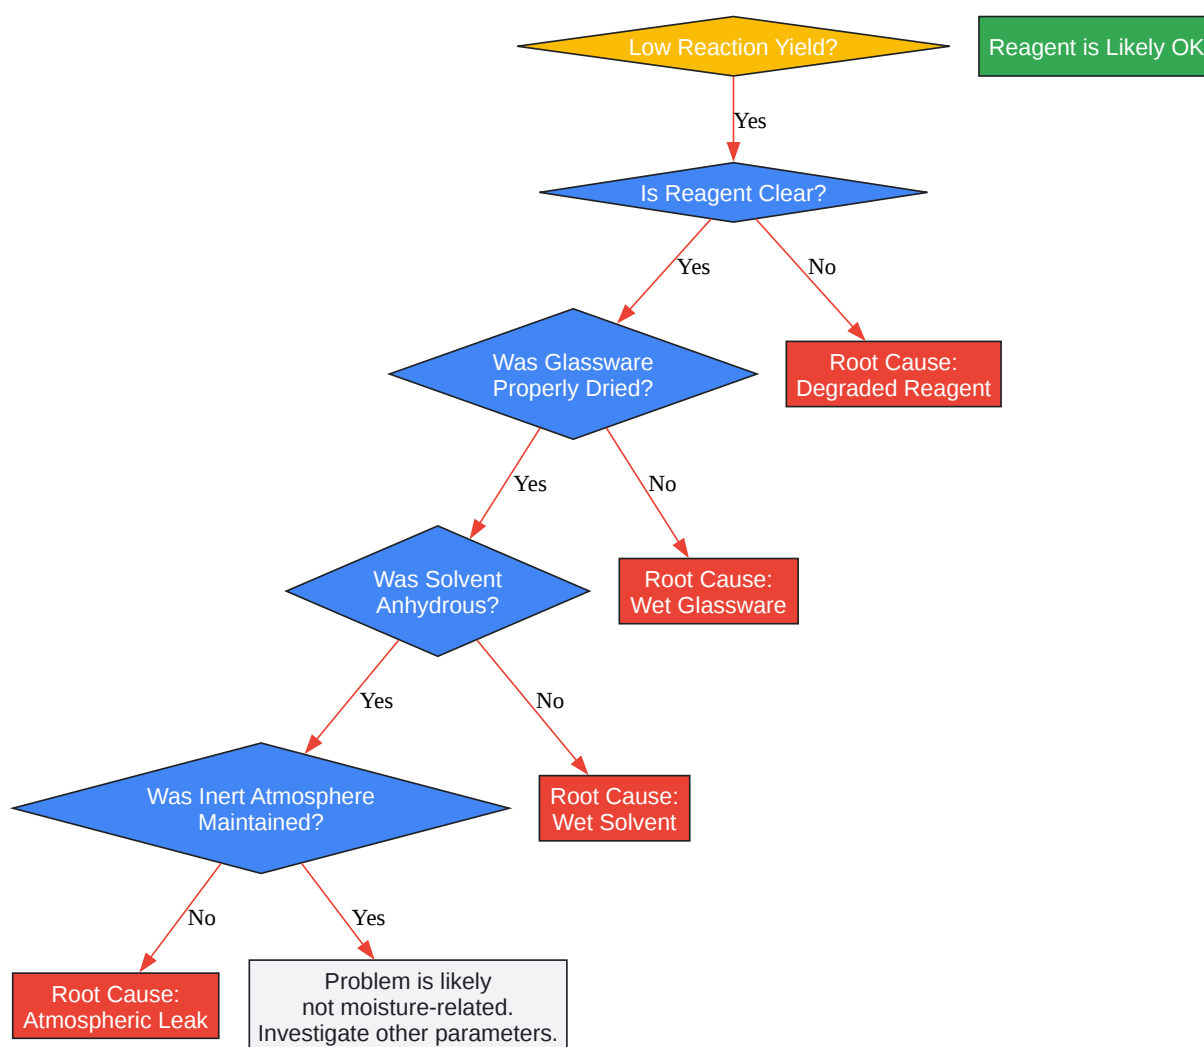 Low Reaction Yield?
Reagent is Likely OK
Yes
Is Reagent Clear?
Yes
No
Was Glassware
Properly Dried?
Root Cause:
Degraded Reagent
Yes
No
Was Solvent
Anhydrous?
Root Cause:
Wet Glassware
Yes
No
Was Inert Atmosphere
Maintained?
Root Cause:
Wet Solvent
No
Yes
Root Cause:
Atmospheric Leak
Problem is likely
not moisture-related.
Investigate other parameters.